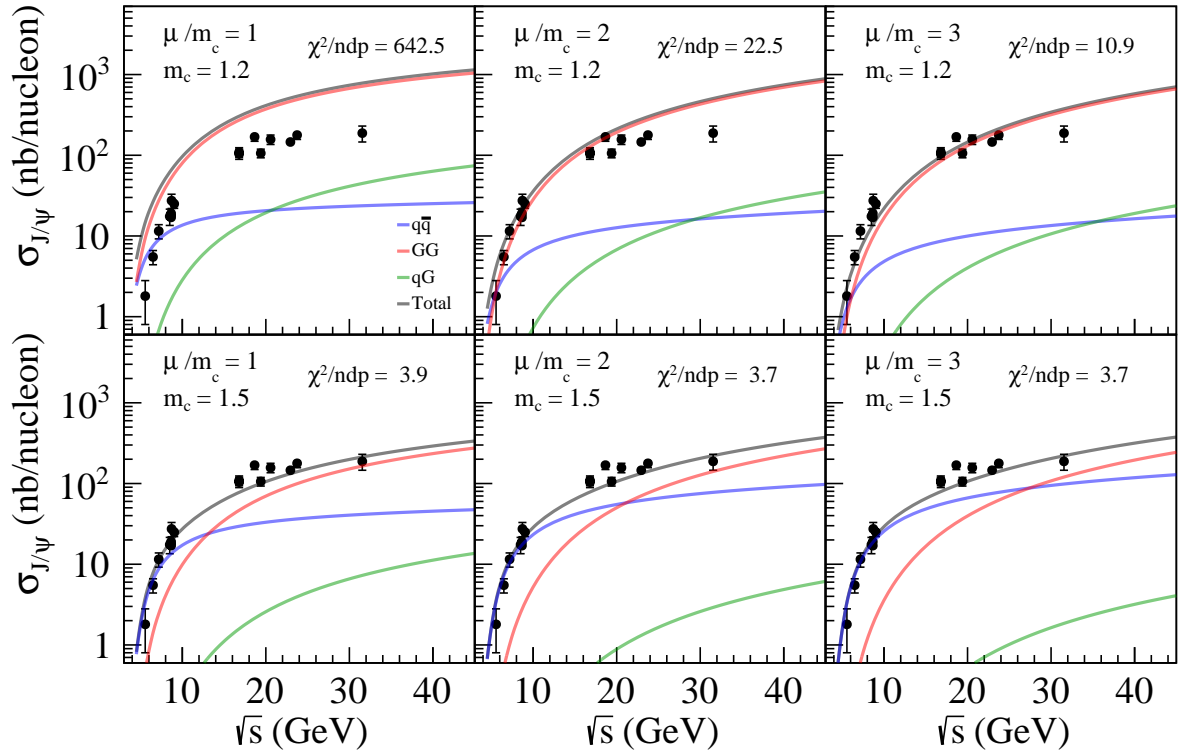 μ/m_c = 1
m_c = 1.2
χ²/ndp = 642.5
μ/m_c = 2
m_c = 1.2
χ²/ndp = 22.5
μ/m_c = 3
m_c = 1.2
χ²/ndp = 10.9
σ_J/ψ (nb/nucleon)
10³
10²
10
1
qq̄
GG
qG
Total
μ/m_c = 1
m_c = 1.5
χ²/ndp = 3.9
μ/m_c = 2
m_c = 1.5
χ²/ndp = 3.7
μ/m_c = 3
m_c = 1.5
χ²/ndp = 3.7
σ_J/ψ (nb/nucleon)
10³
10²
10
1
10 20 30 40
10 20 30 40
10 20 30 40
√s (GeV)
√s (GeV)
√s (GeV)